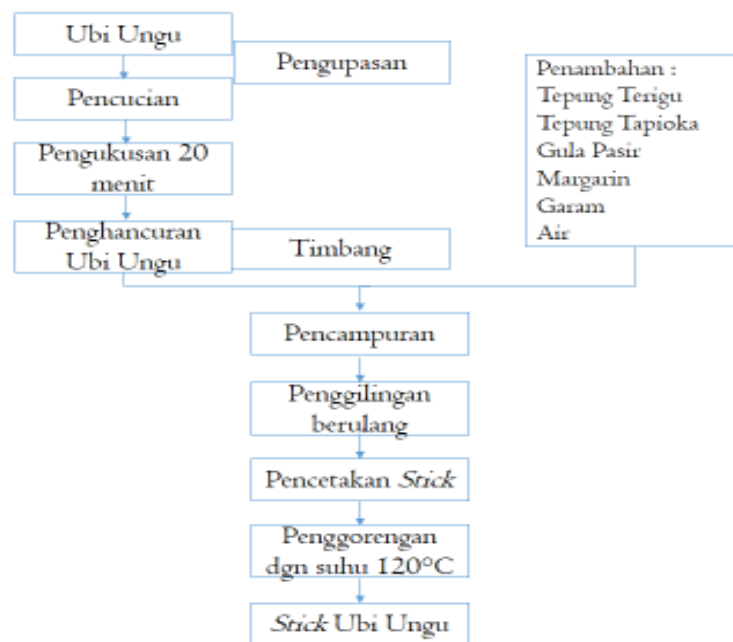 Ubi Ungu
Pengupasan
Pencucian
Pengukusan 20
menit
Penghancuran
Ubi Ungu
Timbang
Penambahan :
Tepung Terigu
Tepung Tapioka
Gula Pasir
Margarin
Garam
Air
Pencampuran
Penggilingan
berulang
Pencetakan Stick
Penggorengan
dgn suhu 120°C
Stick Ubi Ungu